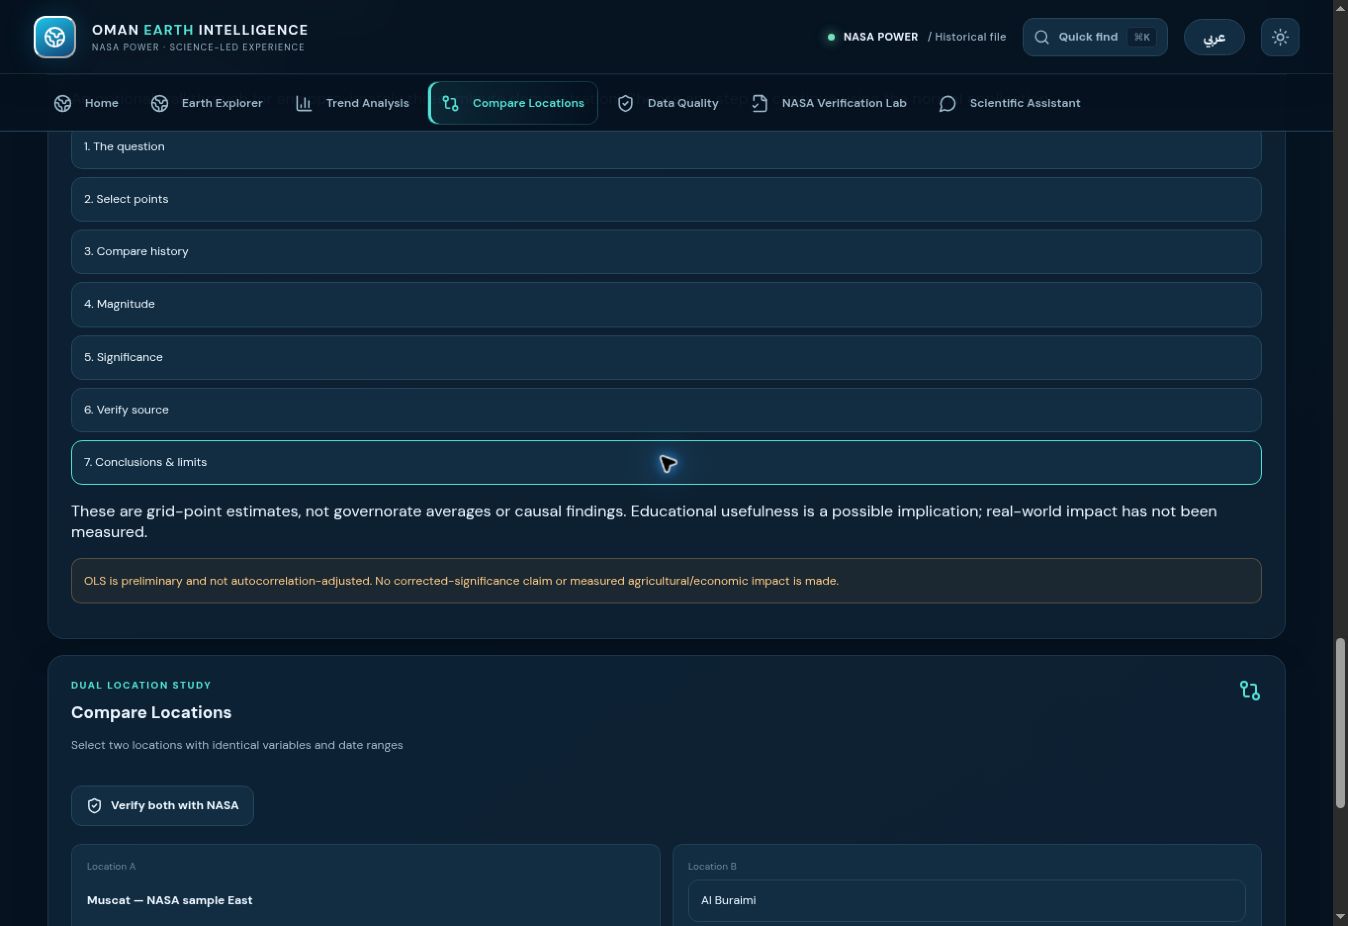 OMAN EARTH INTELLIGENCE
NASA POWER · SCIENCE-LED EXPERIENCE
NASA POWER / Historical file
Quick find ⌘K
عربي
Home
Earth Explorer
Trend Analysis
Compare Locations
Data Quality
NASA Verification Lab
Scientific Assistant
1. The question
2. Select points
3. Compare history
4. Magnitude
5. Significance
6. Verify source
7. Conclusions & limits
These are grid-point estimates, not governorate averages or causal findings. Educational usefulness is a possible implication; real-world impact has not been
measured.
OLS is preliminary and not autocorrelation-adjusted. No corrected-significance claim or measured agricultural/economic impact is made.
DUAL LOCATION STUDY
Compare Locations
Select two locations with identical variables and date ranges
Verify both with NASA
Location A
Muscat — NASA sample East
Location B
Al Buraimi